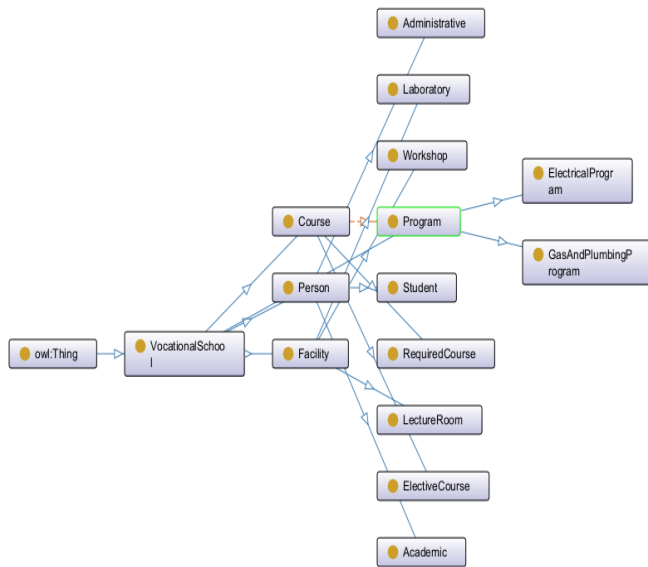 Administrative
Laboratory
Workshop
ElectricalProgr
am
Course
Program
GasAndPlumbingP
rogram
Person
Student
owl:Thing
VocationalSchoo
l
Facility
RequiredCourse
LectureRoom
ElectiveCourse
Academic